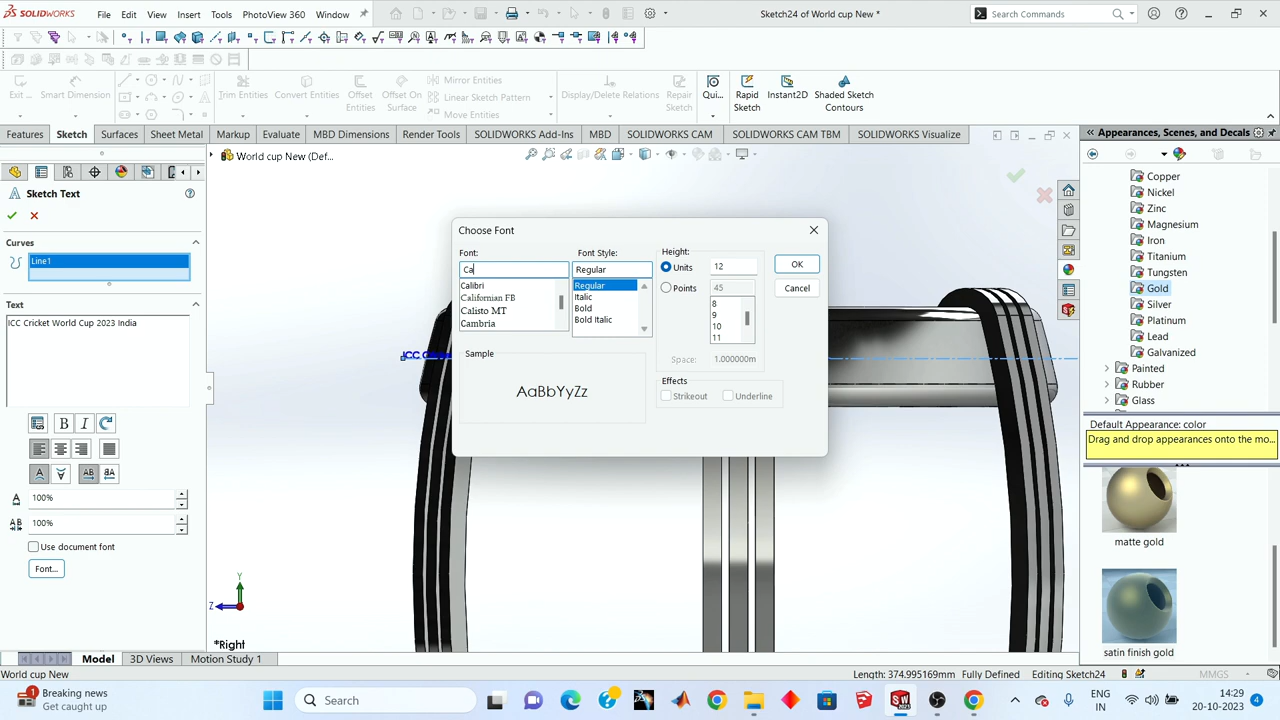 SOLIDWORKS File Edit View Insert Tools PhotoView 360 Window
Sketch24 of World cup New *
Search Commands
Exit ...
Smart Dimension
Trim Entities
Convert Entities
Offset Entities
Offset On Surface
Mirror Entities
Linear Sketch Pattern
Move Entities
Display/Delete Relations
Repair Sketch
Qui...
Rapid Sketch
Instant2D
Shaded Sketch Contours
Features Sketch Surfaces Sheet Metal Markup Evaluate MBD Dimensions Render Tools SOLIDWORKS Add-Ins MBD SOLIDWORKS CAM SOLIDWORKS CAM TBM SOLIDWORKS Visualize
World cup New (Def...
Sketch Text
Curves
Line1
Text
ICC Cricket World Cup 2023 India
100%
100%
Use document font
Font...
Choose Font
Font:
Ca
Calibri
Californian FB
Calisto MT
Cambria
Font Style:
Regular
Regular
Italic
Bold
Bold Italic
Height:
Units 12
Points 45
8
9
10
11
Space: 1.000000m
OK
Cancel
Sample
AaBbYyZz
Effects
Strikeout Underline
Y
Z
*Right
Appearances, Scenes, and Decals
Copper
Nickel
Zinc
Magnesium
Iron
Titanium
Tungsten
Gold
Silver
Platinum
Lead
Galvanized
Painted
Rubber
Glass
Default Appearance: color
Drag and drop appearances onto the mo...
matte gold
satin finish gold
Model 3D Views Motion Study 1
World cup New
Length: 374.995169mm Fully Defined Editing Sketch24 MMGS
Breaking news
Get caught up
Search
ENG
IN
14:29
20-10-2023